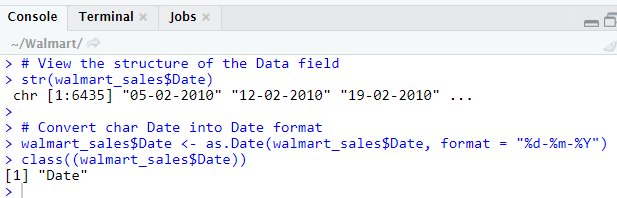 Console Terminal Jobs
~/Walmart/
> # View the structure of the Data field
> str(walmart_sales$Date)
chr [1:6435] "05-02-2010" "12-02-2010" "19-02-2010" ...
>
> # Convert char Date into Date format
> walmart_sales$Date <- as.Date(walmart_sales$Date, format = "%d-%m-%Y")
> class((walmart_sales$Date))
[1] "Date"
>